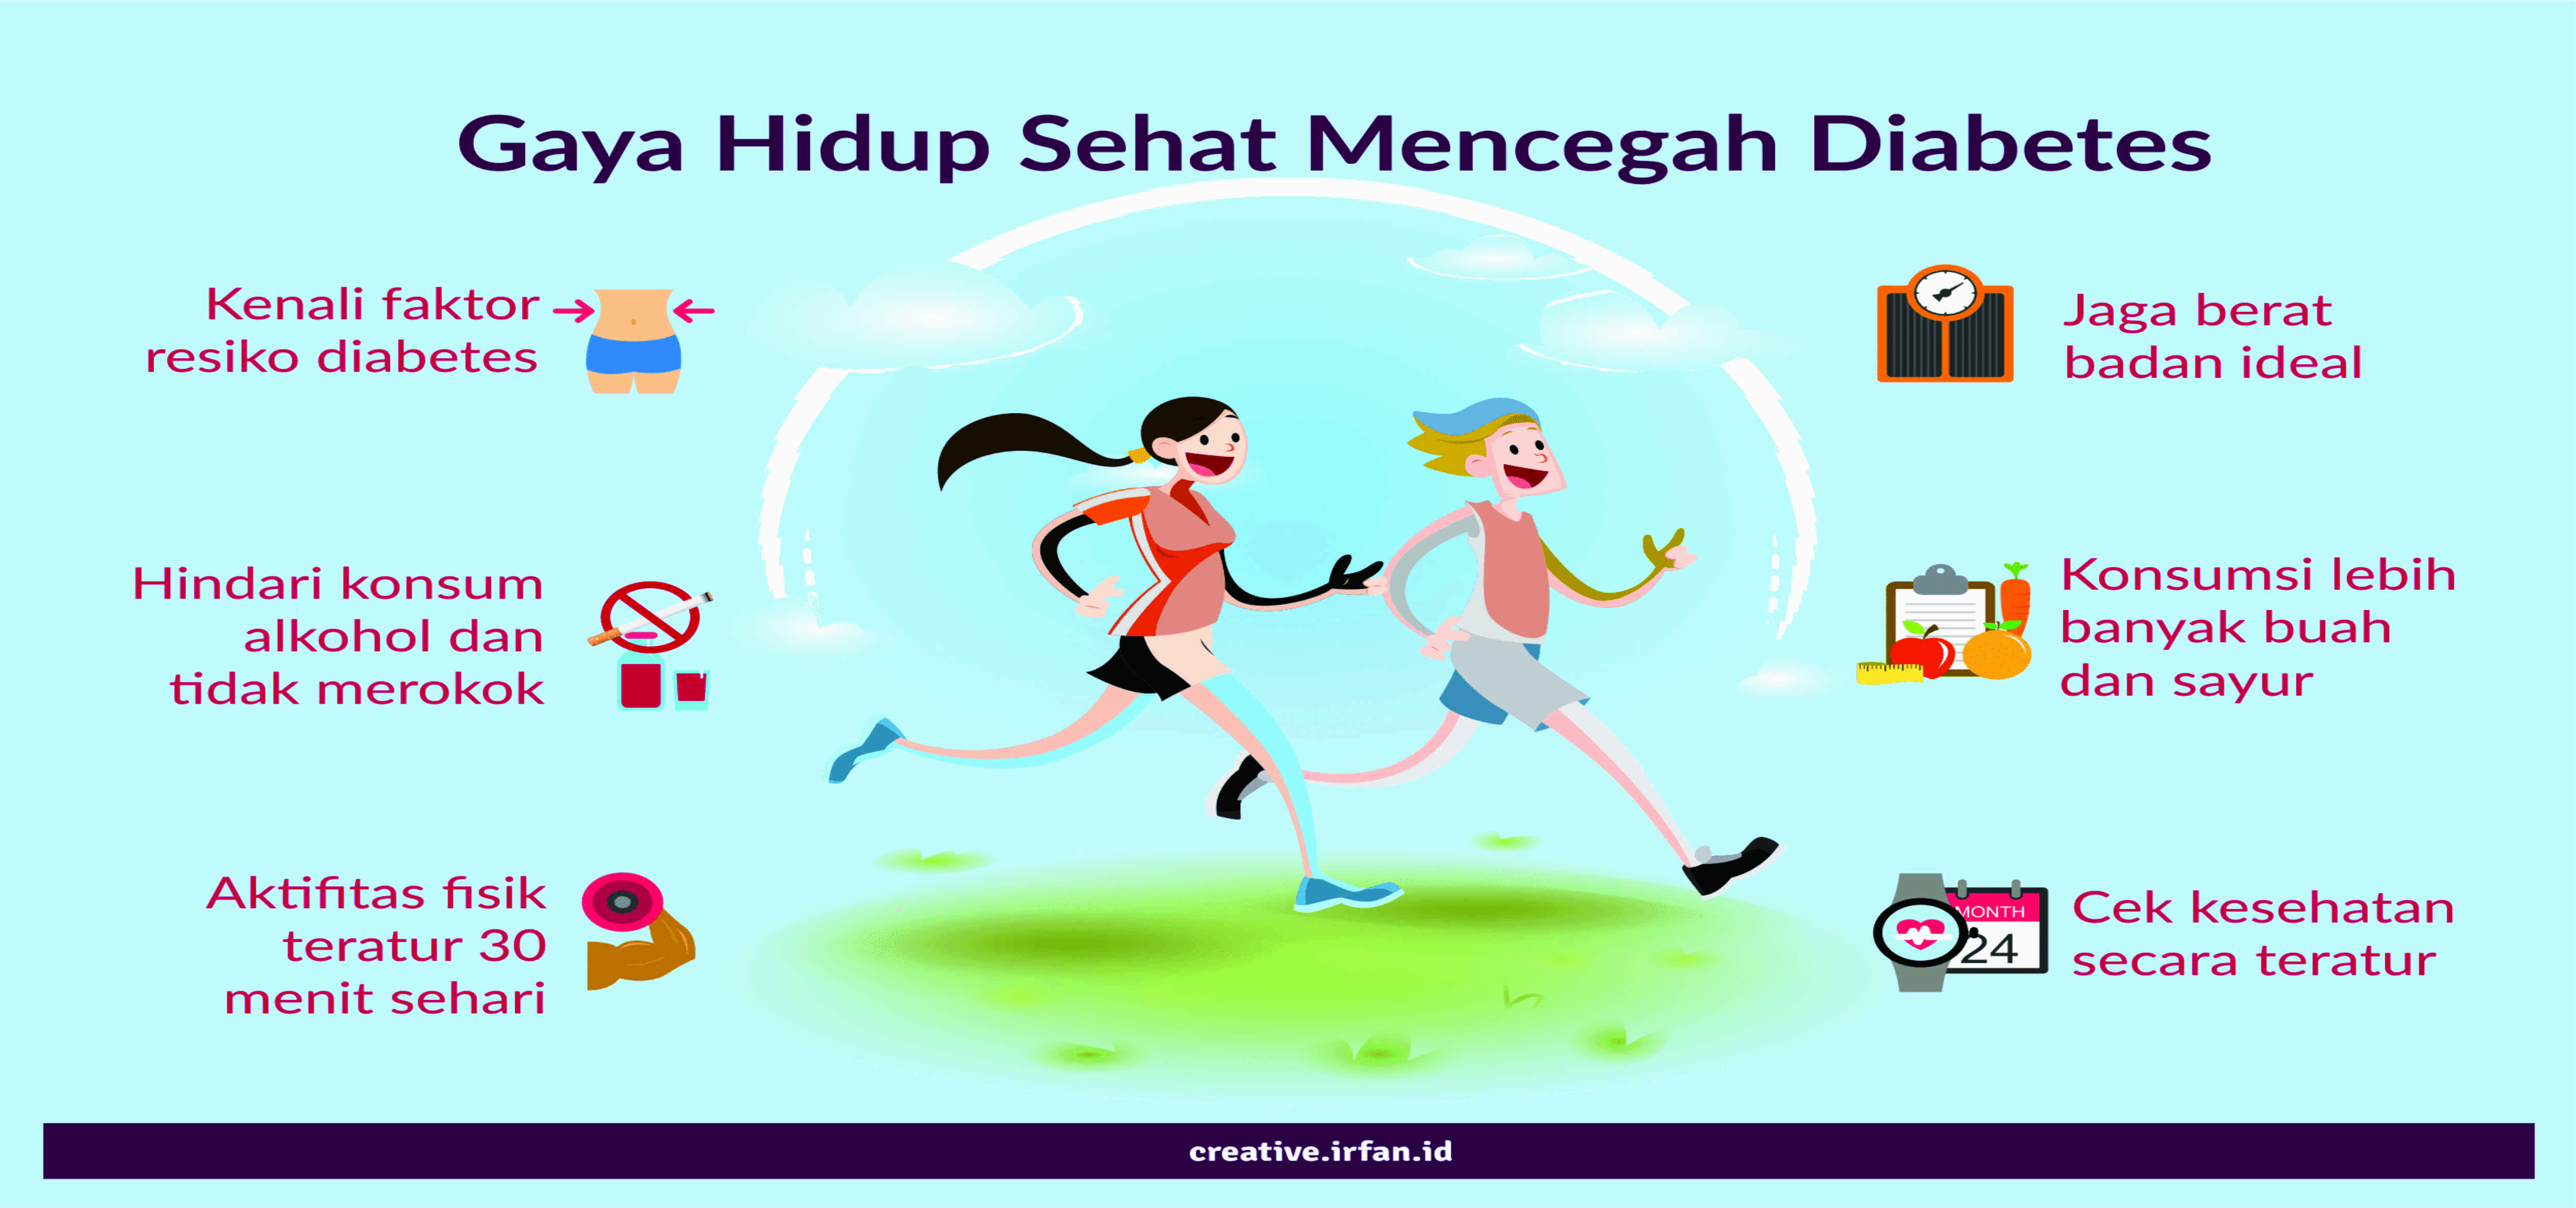 Gaya Hidup Sehat Mencegah Diabetes
Kenali faktor
resiko diabetes
Hindari konsum
alkohol dan
tidak merokok
Aktifitas fisik
teratur 30
menit sehari
Jaga berat
badan ideal
Konsumsi lebih
banyak buah
dan sayur
MONTH
24
Cek kesehatan
secara teratur
creative.irfan.id